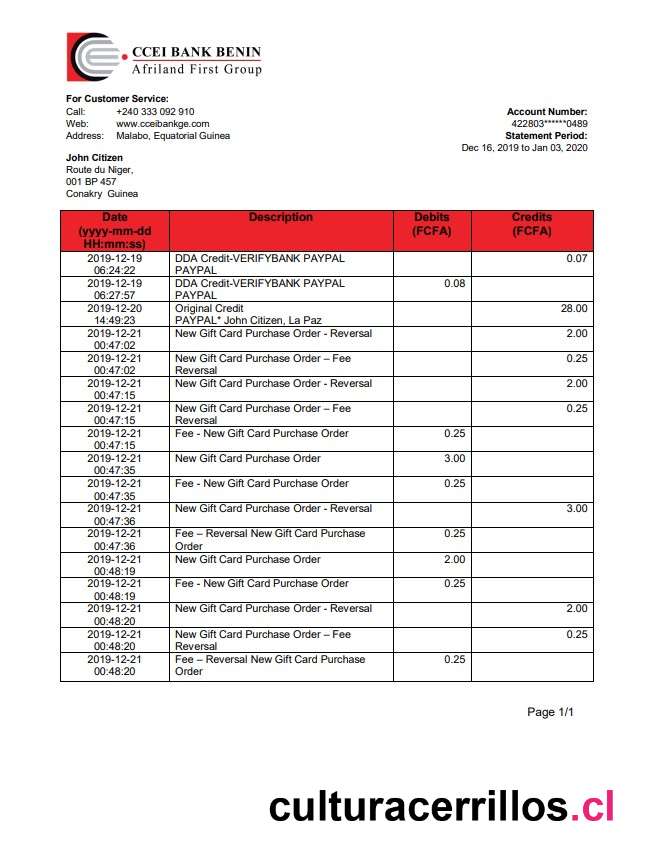 CCEI BANK BENIN
Afriland First Group
For Customer Service:
Call: +240 333 092 910
Web: www.cceibankge.com
Address: Malabo, Equatorial Guinea
Account Number:
422803******0489
Statement Period:
Dec 16, 2019 to Jan 03, 2020
John Citizen
Route du Niger,
001 BP 457
Conakry Guinea
Date Description Debits Credits
(yyyy-mm-dd (FCFA) (FCFA)
HH:mm:ss)
2019-12-19 DDA Credit-VERIFYBANK PAYPAL 0.07
06:24:22 PAYPAL
2019-12-19 DDA Credit-VERIFYBANK PAYPAL 0.08
06:27:57 PAYPAL
2019-12-20 Original Credit 28.00
14:49:23 PAYPAL* John Citizen, La Paz
2019-12-21 New Gift Card Purchase Order - Reversal 2.00
00:47:02
2019-12-21 New Gift Card Purchase Order – Fee 0.25
00:47:02 Reversal
2019-12-21 New Gift Card Purchase Order - Reversal 2.00
00:47:15
2019-12-21 New Gift Card Purchase Order – Fee 0.25
00:47:15 Reversal
2019-12-21 Fee - New Gift Card Purchase Order 0.25
00:47:15
2019-12-21 New Gift Card Purchase Order 3.00
00:47:35
2019-12-21 Fee - New Gift Card Purchase Order 0.25
00:47:35
2019-12-21 New Gift Card Purchase Order - Reversal 3.00
00:47:36
2019-12-21 Fee – Reversal New Gift Card Purchase 0.25
00:47:36 Order
2019-12-21 New Gift Card Purchase Order 2.00
00:48:19
2019-12-21 Fee - New Gift Card Purchase Order 0.25
00:48:19
2019-12-21 New Gift Card Purchase Order - Reversal 2.00
00:48:20
2019-12-21 New Gift Card Purchase Order – Fee 0.25
00:48:20 Reversal
2019-12-21 Fee – Reversal New Gift Card Purchase 0.25
00:48:20 Order
Page 1/1
culturacerrillos.cl